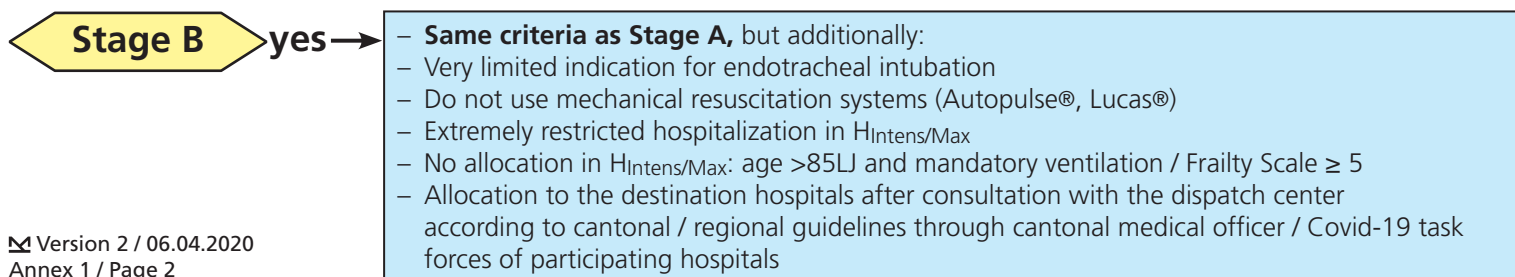 Stage B
yes
– Same criteria as Stage A, but additionally:
– Very limited indication for endotracheal intubation
– Do not use mechanical resuscitation systems (Autopulse®, Lucas®)
– Extremely restricted hospitalization in HIntens/Max
– No allocation in HIntens/Max: age >85LJ and mandatory ventilation / Frailty Scale ≥ 5
– Allocation to the destination hospitals after consultation with the dispatch center
according to cantonal / regional guidelines through cantonal medical officer / Covid-19 task
forces of participating hospitals
Version 2 / 06.04.2020
Annex 1 / Page 2